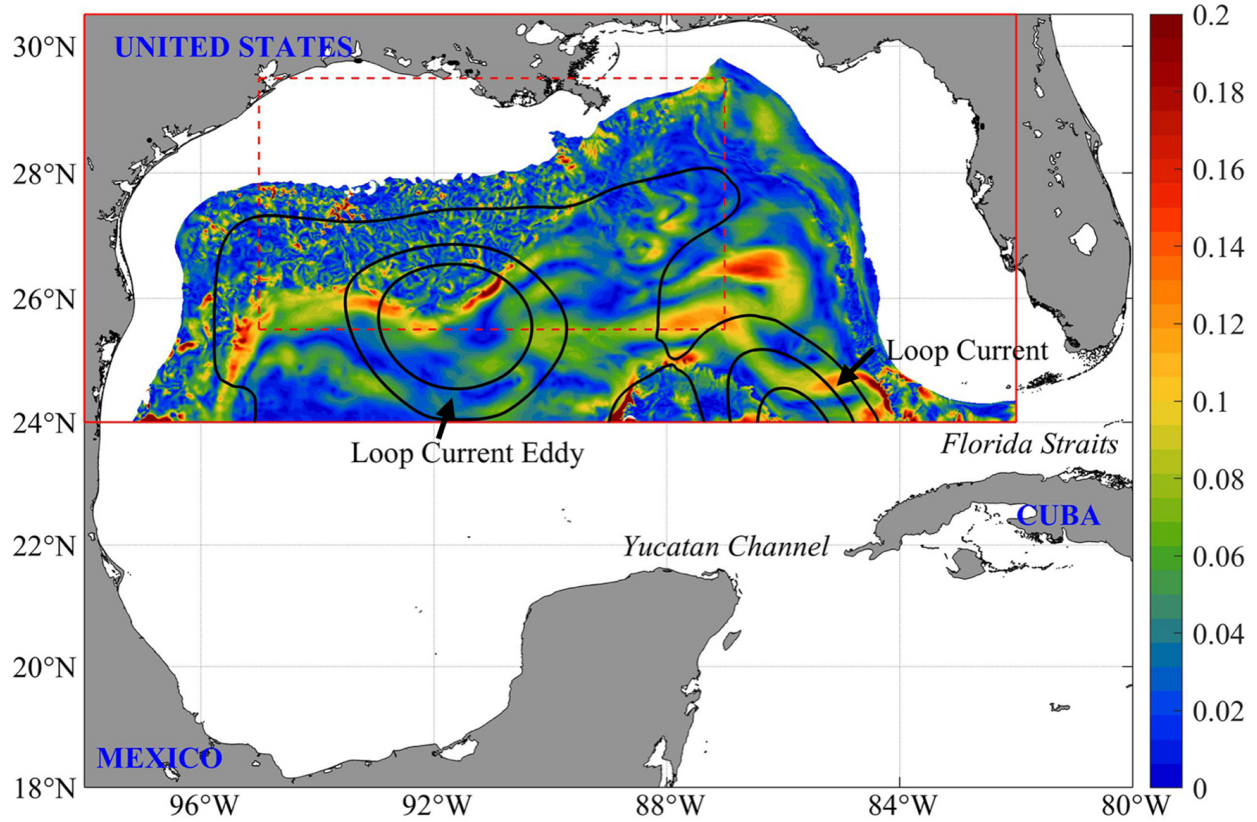 UNITED STATES
30°N
28°N
26°N
24°N
22°N
20°N
18°N
Loop Current
Loop Current Eddy
Florida Straits
CUBA
Yucatan Channel
MEXICO
96°W
92°W
88°W
84°W
80°W
0.2
0.18
0.16
0.14
0.12
0.1
0.08
0.06
0.04
0.02
0